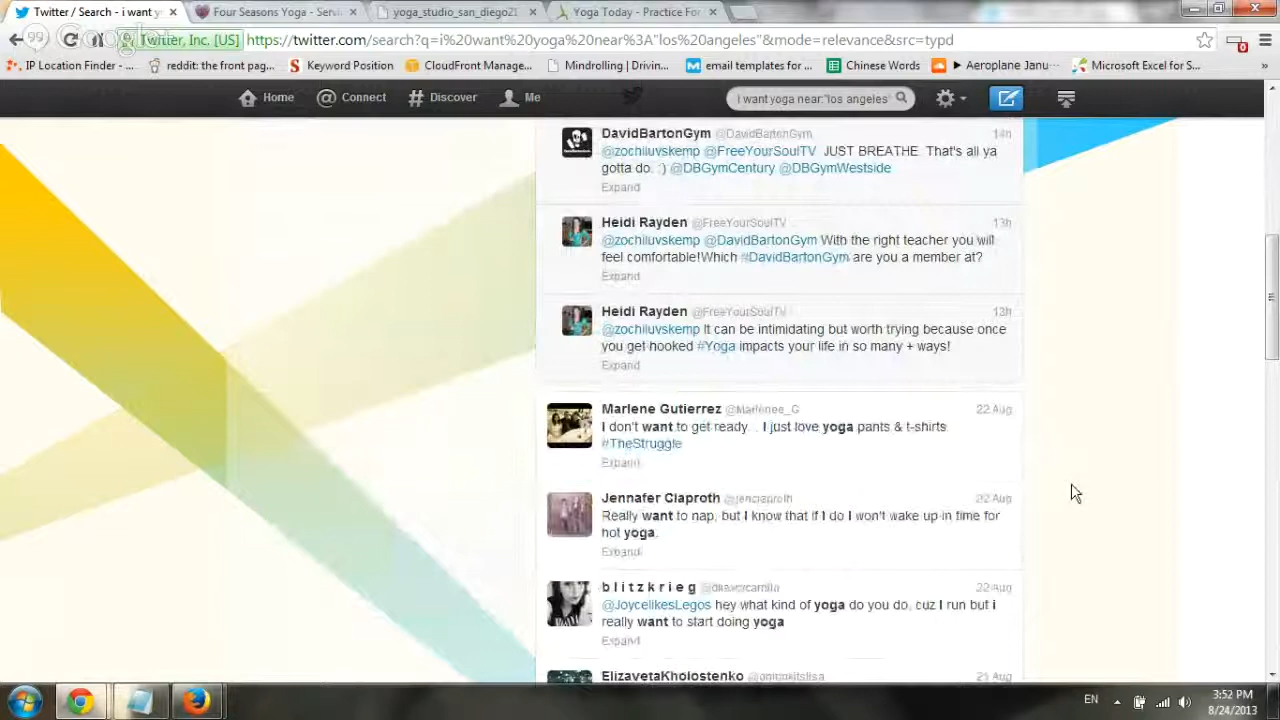 Twitter / Search - i want y
Four Seasons Yoga - Servi
yoga_studio_san_diego21
Yoga Today - Practice For
Twitter, Inc. [US] https://twitter.com/search?q=i%20want%20yoga%20near%3A"los%20angeles"&mode=relevance&src=typd
IP Location Finder - ... reddit: the front pag... Keyword Position CloudFront Manage... Mindrolling | Drivin... email templates for ... Chinese Words ► Aeroplane Janu... Microsoft Excel for S...
Home Connect Discover Me i want yoga near:"los angeles"
DavidBartonGym @DavidBartonGym 14h
@zochiluvskemp @FreeYourSoulTV JUST BREATHE. That's all ya
gotta do. :) @DBGymCentury @DBGymWestside
Expand
Heidi Rayden @FreeYourSoulTV 13h
@zochiluvskemp @DavidBartonGym With the right teacher you will
feel comfortable!Which #DavidBartonGym are you a member at?
Expand
Heidi Rayden @FreeYourSoulTV 13h
@zochiluvskemp It can be intimidating but worth trying because once
you get hooked #Yoga impacts your life in so many + ways!
Expand
Marlene Gutierrez 22 Aug
I don't want to get ready. . I just love yoga pants & t-shirts
#TheStruggle
Expand
Jennafer Ciaproth @jenciaproth 22 Aug
Really want to nap, but I know that if I do I won't wake up in time for
hot yoga.
Expand
b l i t z k r i e g 22 Aug
@JoycelikesLegos hey what kind of yoga do you do, cuz I run but i
really want to start doing yoga
Expand
ElizavetaKholostenko 21 Aug
EN 3:52 PM
8/24/2013